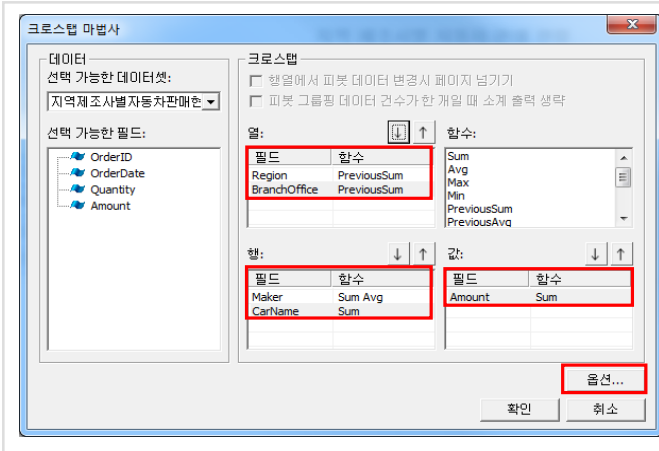 크로스탭 마법사
데이터
선택 가능한 데이터셋:
지역제조사별자동차판매현
선택 가능한 필드:
OrderID
OrderDate
Quantity
Amount
크로스탭
행열에서 피봇 데이터 변경시 페이지 넘기기
피봇 그룹핑 데이터 건수가 한 개일 때 소계 출력 생략
열:
필드 함수
Region PreviousSum
BranchOffice PreviousSum
함수:
Sum
Avg
Max
Min
PreviousSum
PreviousAvg
행:
필드 함수
Maker Sum Avg
CarName Sum
값:
필드 함수
Amount Sum
옵션...
확인 취소